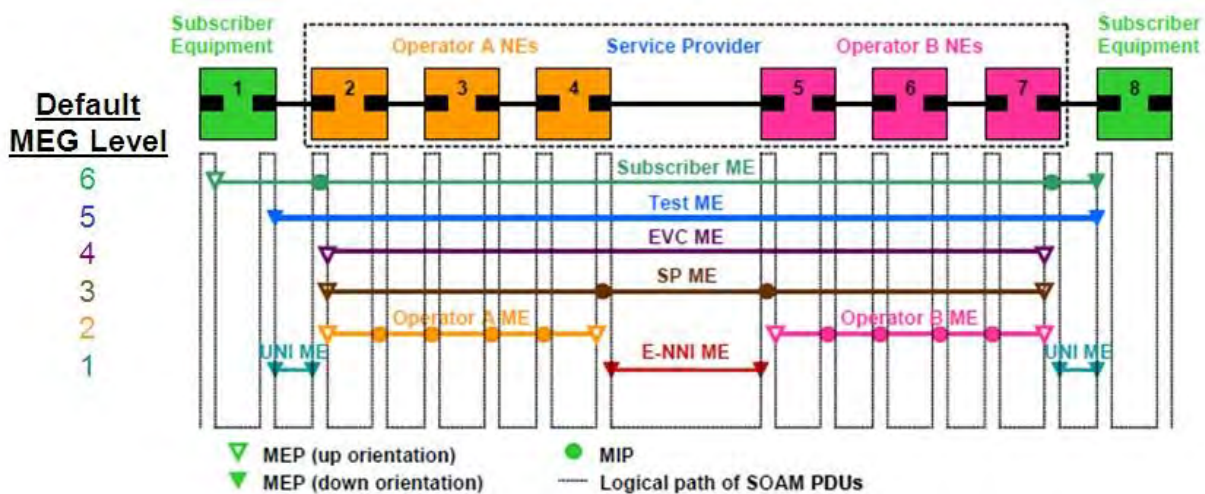 Subscriber
Equipment
Operator A NEs
Service Provider
Operator B NEs
Subscriber
Equipment
1
2
3
4
5
6
7
8
Default
MEG Level
6
Subscriber ME
5
Test ME
4
EVC ME
3
SP ME
2
Operator A ME
Operator B ME
1
UNI ME
E-NNI ME
UNI ME
MEP (up orientation)
MIP
MEP (down orientation)
Logical path of SOAM PDUs